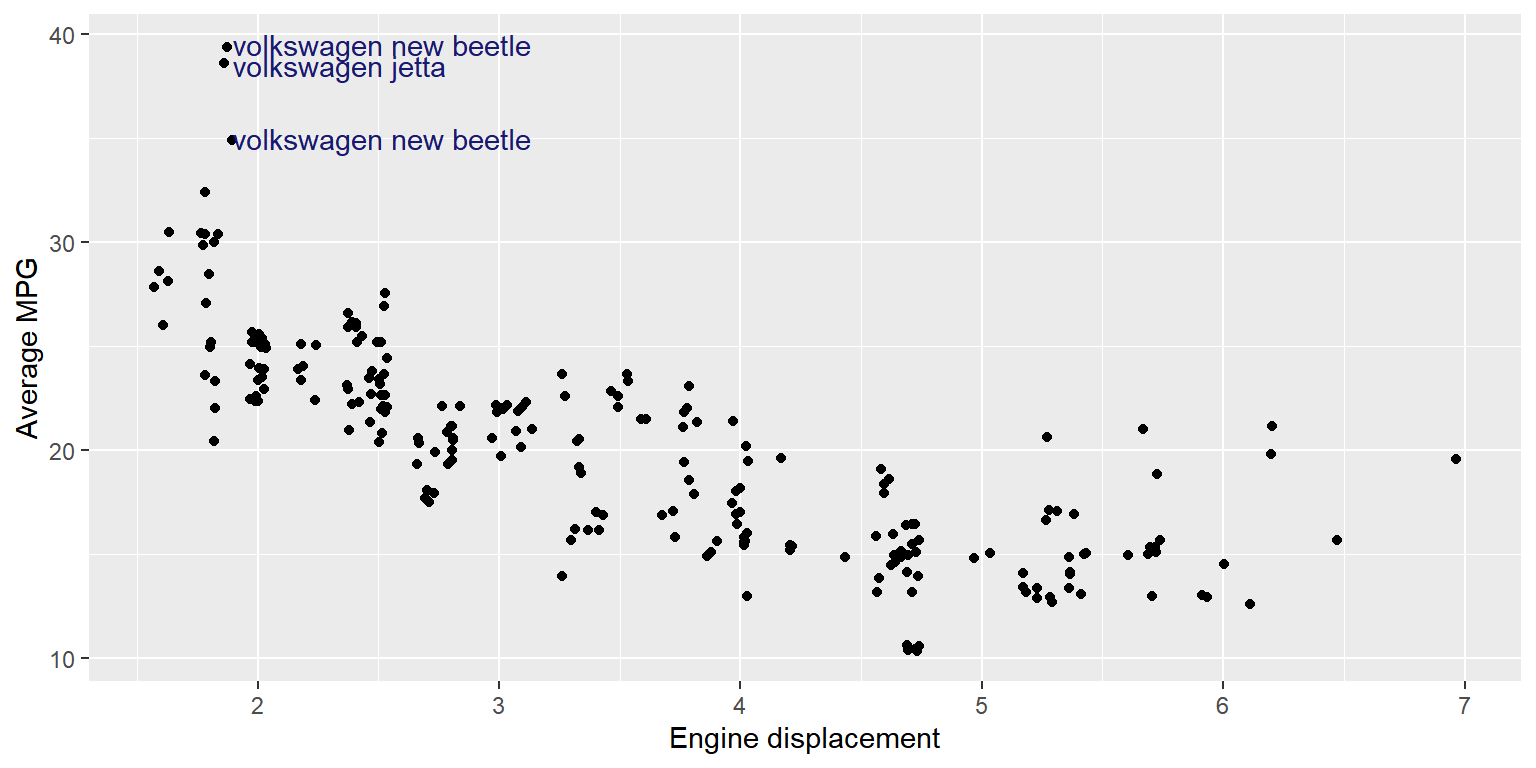 40
volkswagen new beetle
volkswagen jetta
volkswagen new beetle
30
Average MPG
20
10
2 3 4 5 6 7
Engine displacement